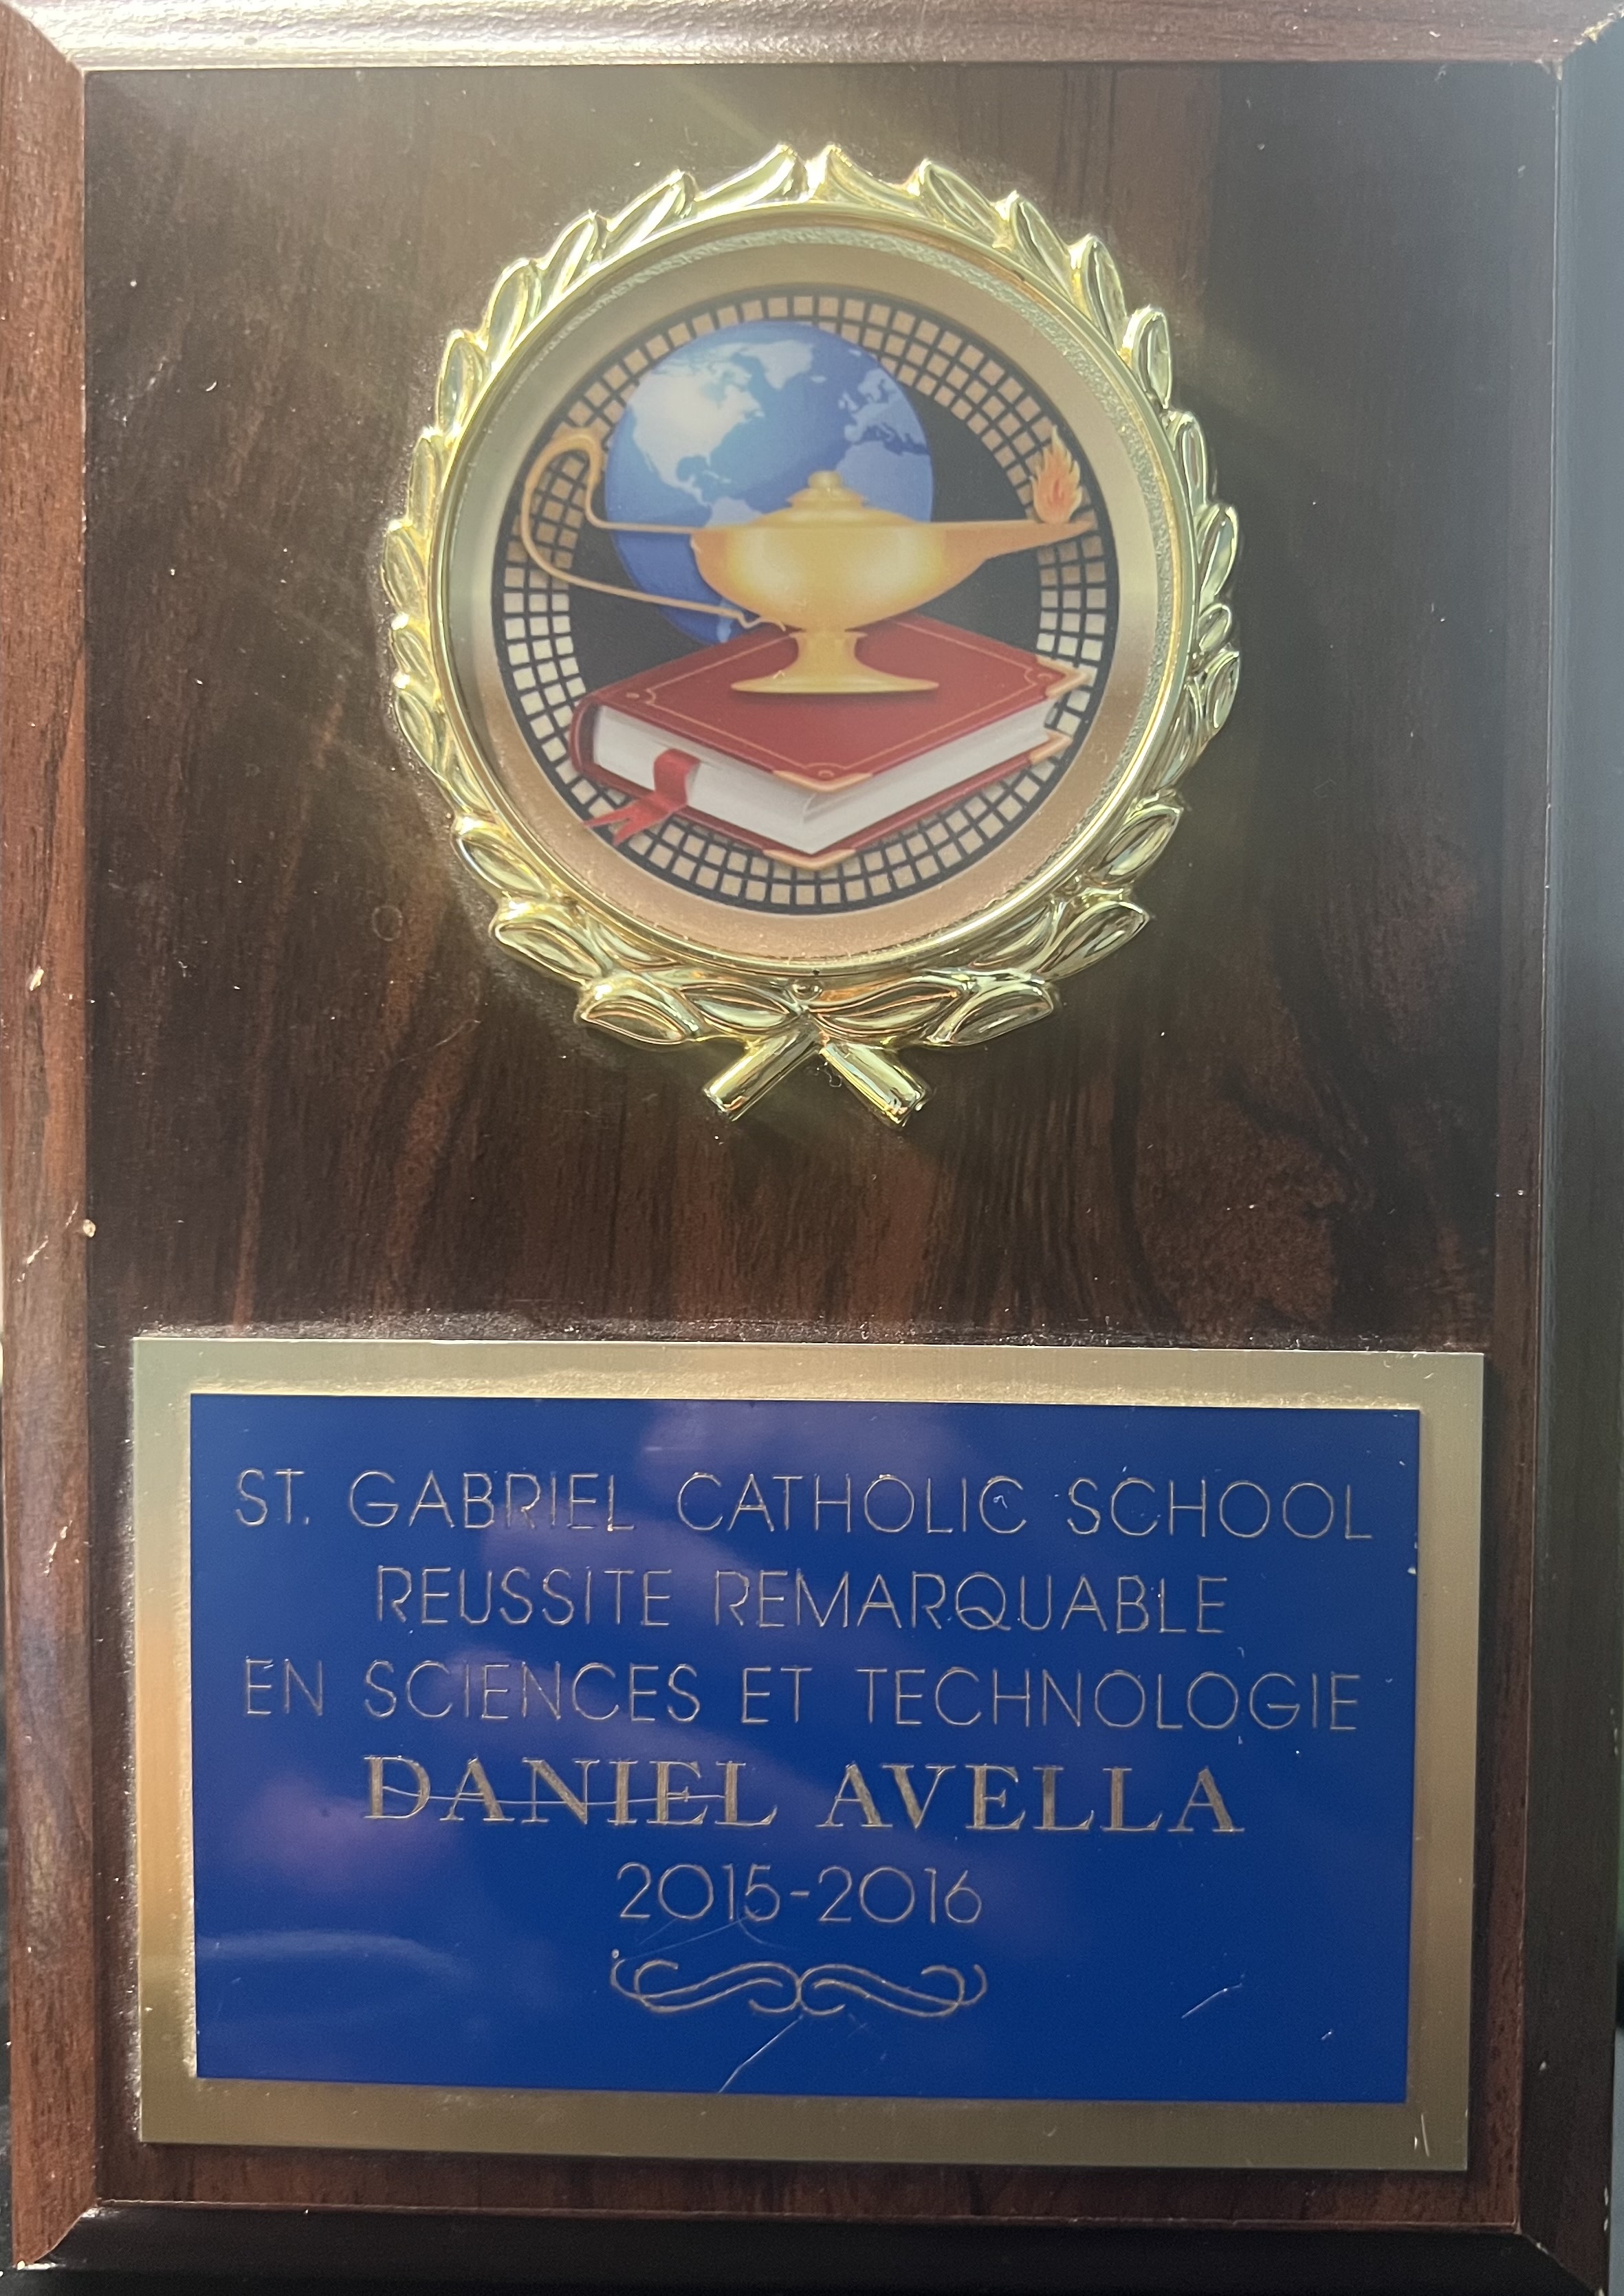 ST. GABRIEL CATHOLIC SCHOOL
REUSSITE REMARQUABLE
EN SCIENCES ET TECHNOLOGIE
DANIEL AVELLA
2015-2016